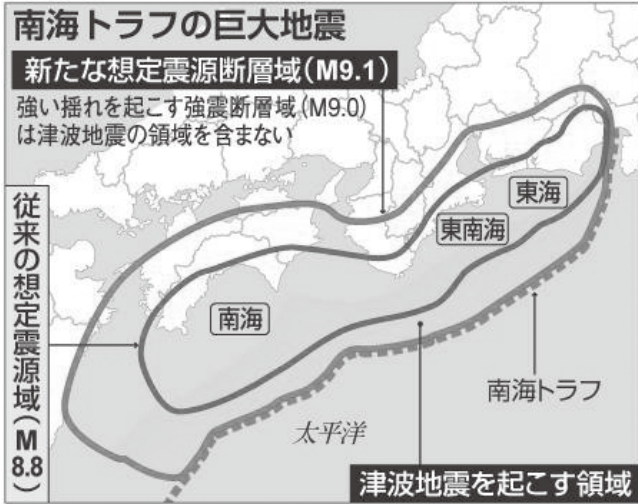 南海トラフの巨大地震
新たな想定震源断層域(M9.1)
強い揺れを起こす強震断層域(M9.0)
は津波地震の領域を含まない
従来の想定震源域(M8.8)
東海
東南海
南海
南海トラフ
太平洋
津波地震を起こす領域